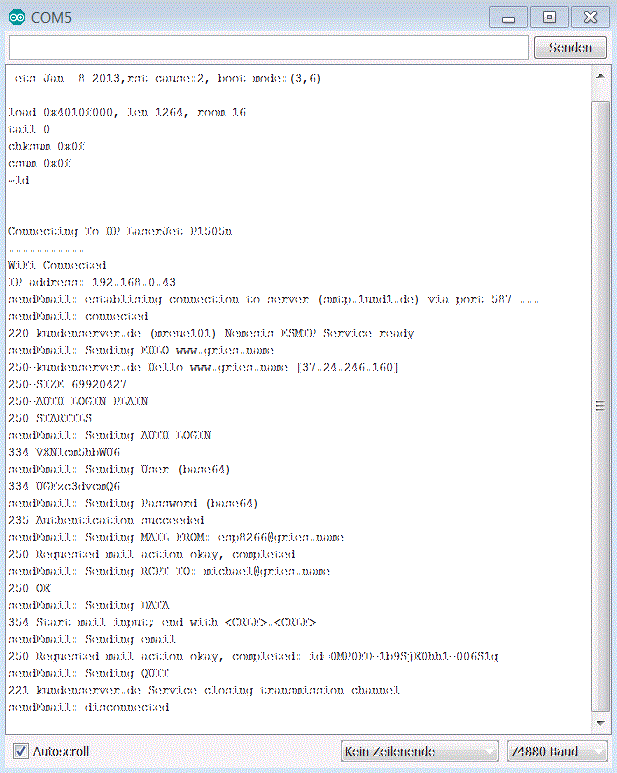 COM5
Senden
ets Jan  8 2013,rst cause:2, boot mode:(3,6)
load 0x4010f000, len 1264, room 16
tail 0
chksum 0x0f
csum 0x0f
~ld
Connecting To HP LaserJet P1505n
WiFi Connected
IP address: 192.168.0.43
sendEmail: establising connection to server (smtp.1und1.de) via port 587 ...
sendEmail: connected
220 kundenserver.de (mreue101) Nemesis ESMTP Service ready
sendEmail: Sending EHLO www.gries.name
250-kundenserver.de Hello www.gries.name [37.24.246.160]
250-SIZE 69920427
250-AUTH LOGIN PLAIN
250 STARTTLS
sendEmail: Sending AUTH LOGIN
334 VXNlcm5hbWU6
sendEmail: Sending User (base64)
334 UGFzc3dvcmQ6
sendEmail: Sending Password (base64)
235 Authentication succeeded
sendEmail: Sending MAIL FROM: esp8266@gries.name
250 Requested mail action okay, completed
sendEmail: Sending RCPT TO: michael@gries.name
250 OK
sendEmail: Sending DATA
354 Start mail input; end with <CRLF>.<CRLF>
sendEmail: Sending email
250 Requested mail action okay, completed: id
sendEmail: Sending QUIT
221 kundenserver.de Service closing transmission channel
sendEmail: disconnected
Autoscroll
Kein Zeilenende
74880 Baud